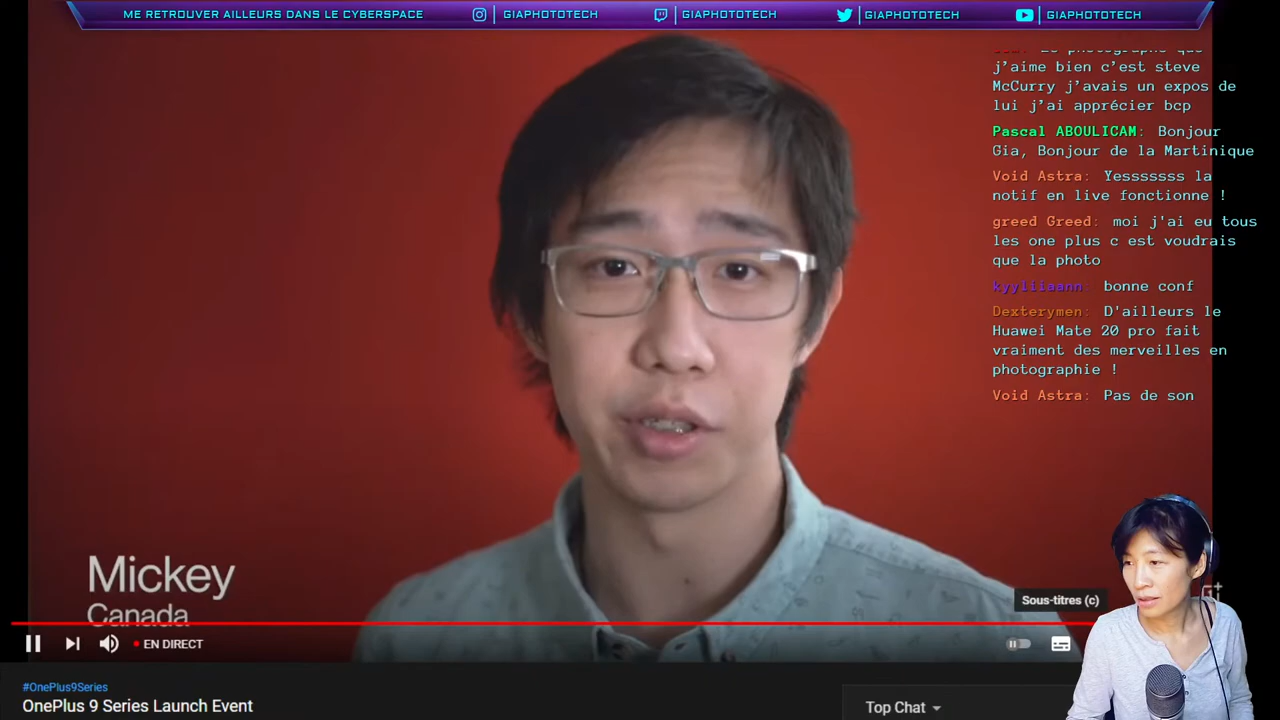 ME RETROUVER AILLEURS DANS LE CYBERSPACE
GIAPHOTOTECH
GIAPHOTOTECH
GIAPHOTOTECH
GIAPHOTOTECH
j'aime bien c'est steve
McCurry j'avais un expos de
lui j'ai apprécier bcp
Pascal ABOULICAM: Bonjour
Gia, Bonjour de la Martinique
Void Astra: Yesssssss la
notif en live fonctionne !
greed Greed: moi j'ai eu tous
les one plus c est voudrais
que la photo
kyyliiaann: bonne conf
Dexterymen: D'ailleurs le
Huawei Mate 20 pro fait
vraiment des merveilles en
photographie !
Void Astra: Pas de son
Mickey
Canada
Sous-titres (c)
EN DIRECT
#OnePlus9Series
OnePlus 9 Series Launch Event
Top Chat